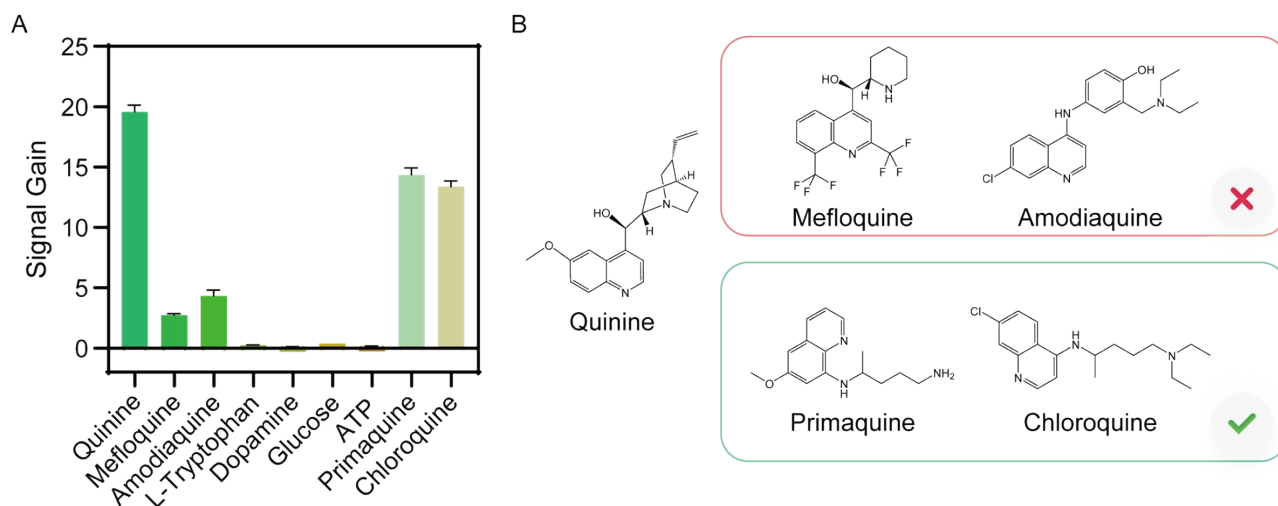 A
Signal Gain
25
20
15
10
5
0
Quinine
Mefloquine
Amodiaquine
L-Tryptophan
Dopamine
Glucose
ATP
Primaquine
Chloroquine
B
HO
H
N
O
N
Quinine
HO
H
NH
N
F
F
F
F
F
F
Mefloquine
OH
N
HN
Cl
N
Amodiaquine
N
O
N
H
NH₂
Primaquine
Cl
H
N
N
N
Chloroquine
H